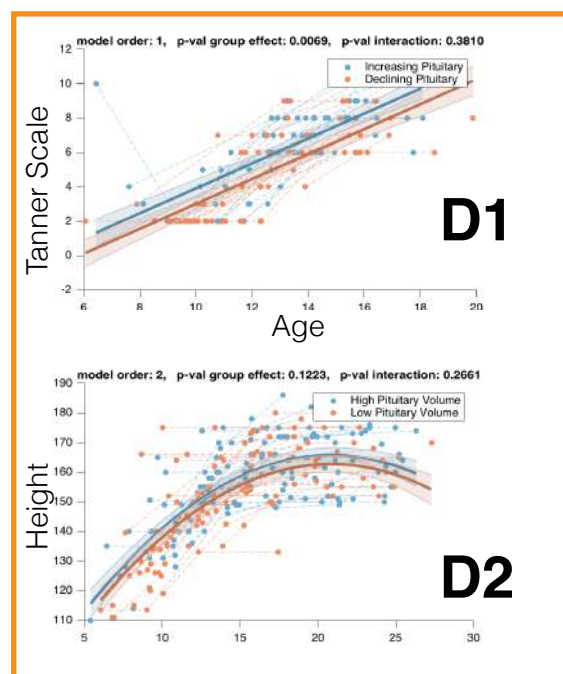 model order: 1, p-val group effect: 0.0069, p-val interaction: 0.3810
12
10
8
6
4
2
0
-2
Tanner Scale
Increasing Pituitary
Declining Pituitary
D1
6
8
10
12
14
16
18
20
Age
model order: 2, p-val group effect: 0.1223, p-val interaction: 0.2661
190
180
170
160
150
140
130
120
110
Height
High Pituitary Volume
Low Pituitary Volume
D2
5
10
15
20
25
30